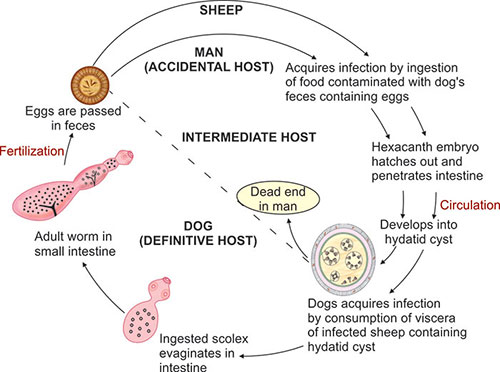 SHEEP
MAN
(ACCIDENTAL HOST)
Acquires infection by ingestion
of food contaminated with dog's
feces containing eggs
Eggs are passed
in feces
Fertilization
INTERMEDIATE HOST
Hexacanth embryo
hatches out and
penetrates intestine
Circulation
Dead end
in man
Develops into
hydatid cyst
DOG
(DEFINITIVE HOST)
Adult worm in
small intestine
Dogs acquires infection
by consumption of viscera
of infected sheep containing
hydatid cyst
Ingested scolex
evaginates in
intestine